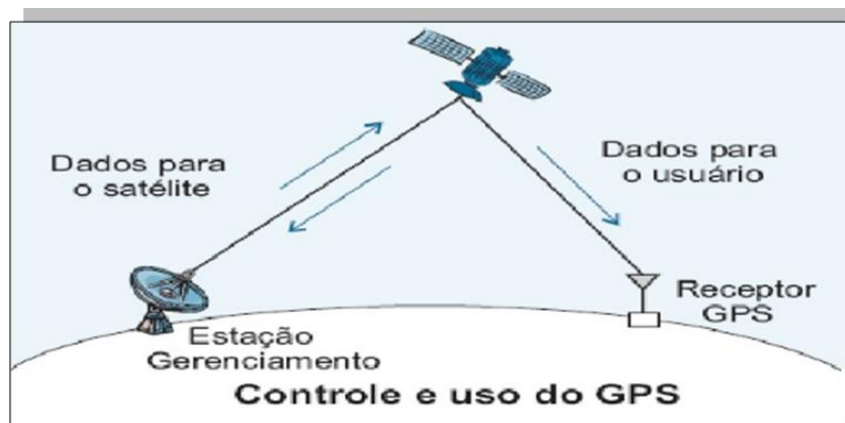 Dados para
o satélite
Dados para
o usuário
Receptor
GPS
Estação
Gerenciamento
Controle e uso do GPS